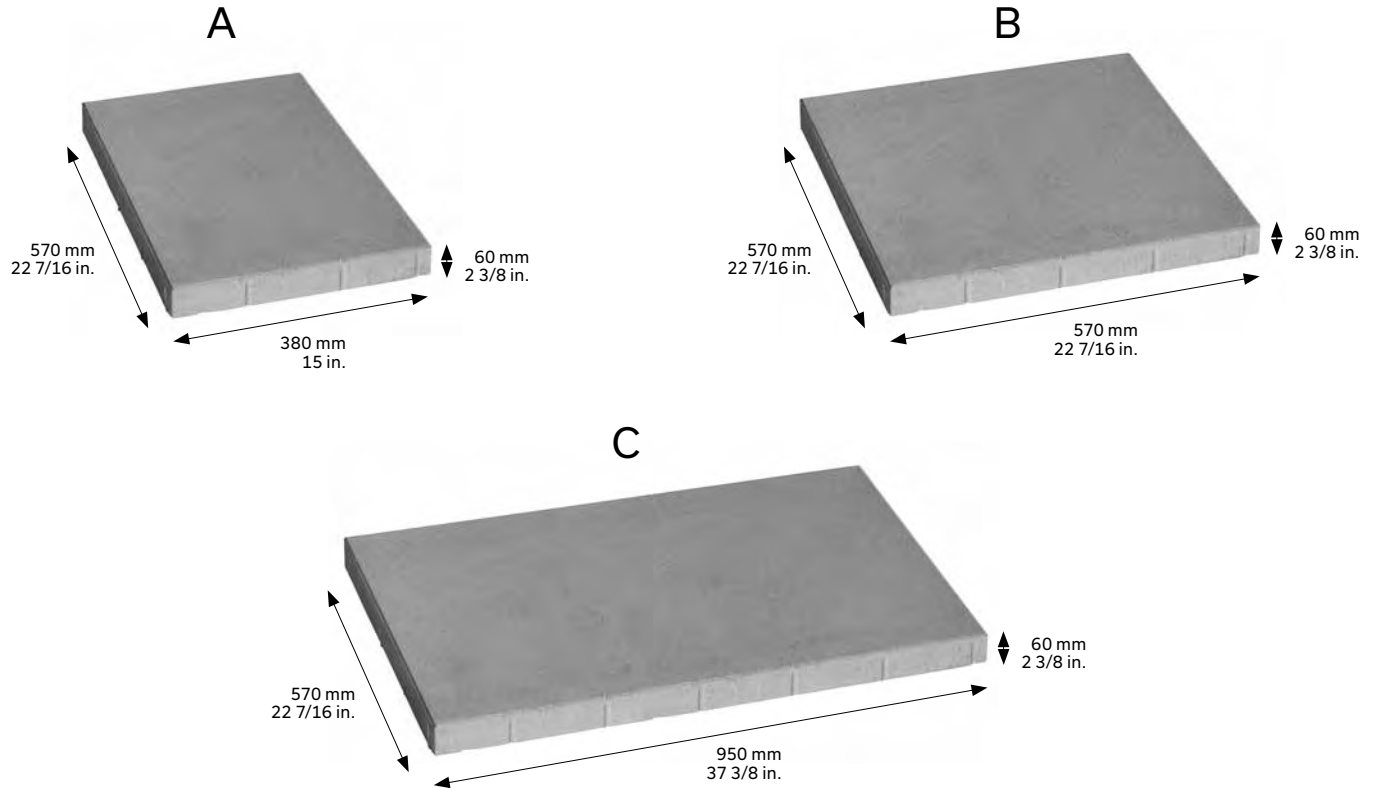 A
570 mm
22 7/16 in.
60 mm
2 3/8 in.
380 mm
15 in.
B
570 mm
22 7/16 in.
60 mm
2 3/8 in.
570 mm
22 7/16 in.
C
570 mm
22 7/16 in.
60 mm
2 3/8 in.
950 mm
37 3/8 in.